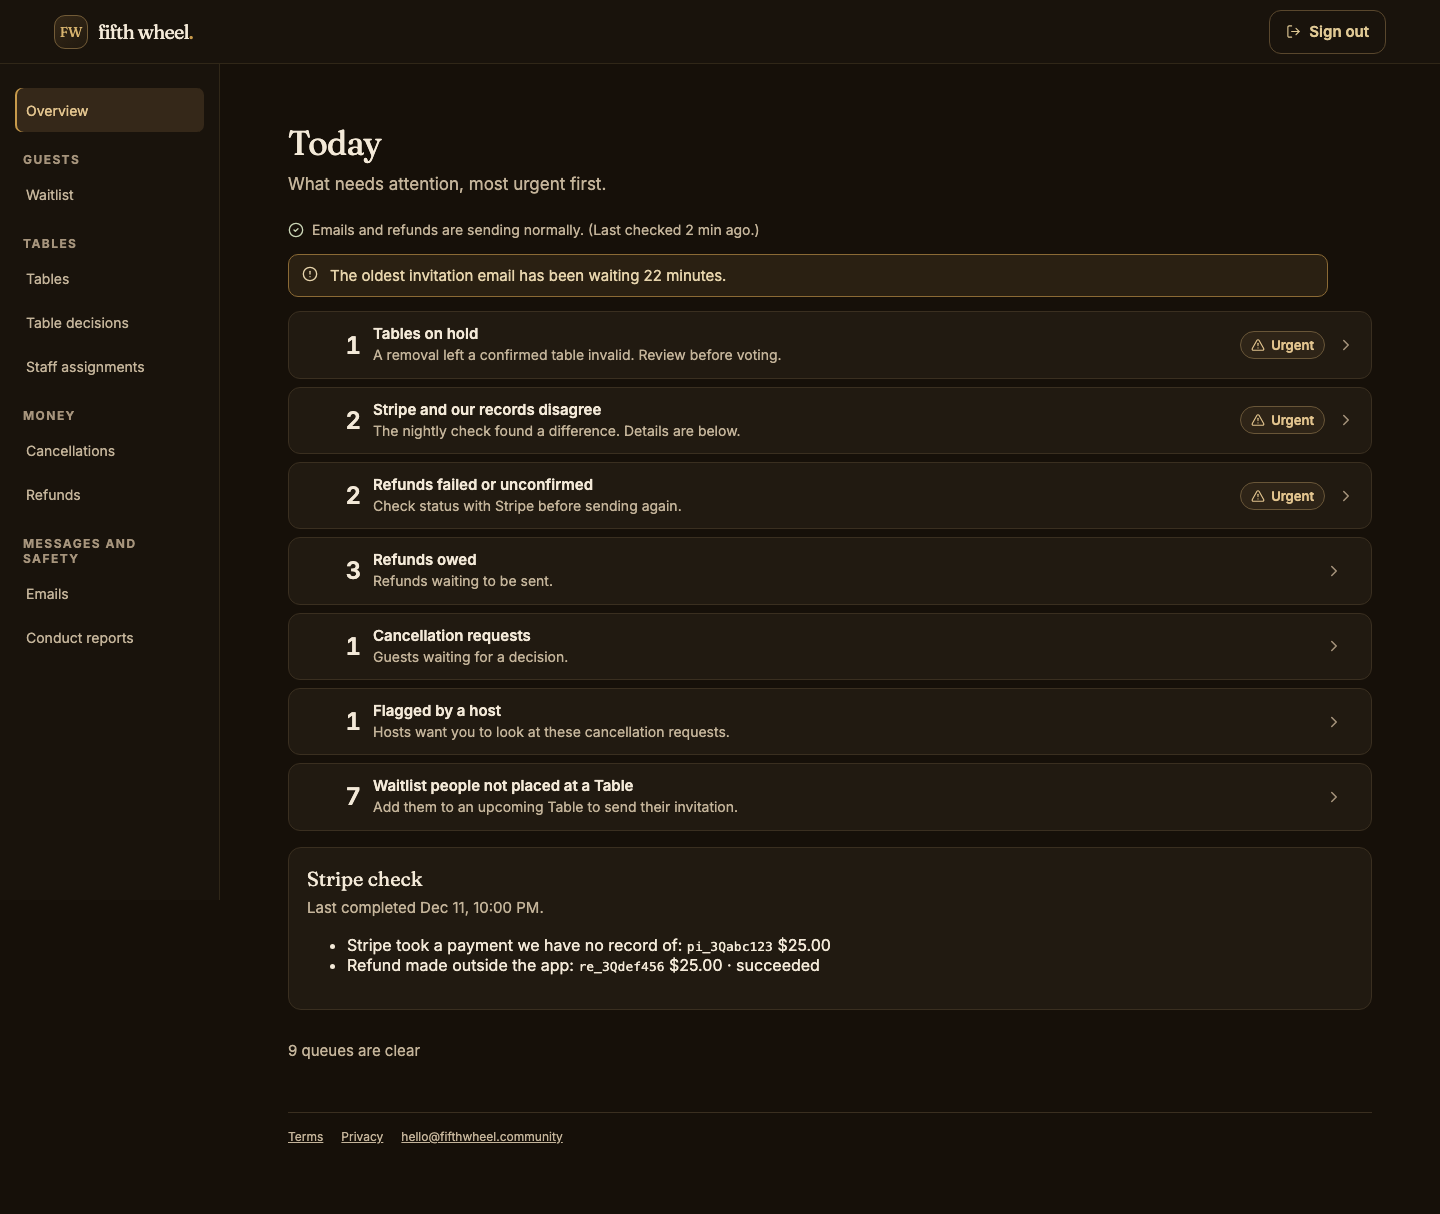 FW fifth wheel.
Sign out
Overview
GUESTS
Waitlist
TABLES
Tables
Table decisions
Staff assignments
MONEY
Cancellations
Refunds
MESSAGES AND
SAFETY
Emails
Conduct reports
Today
What needs attention, most urgent first.
Emails and refunds are sending normally. (Last checked 2 min ago.)
The oldest invitation email has been waiting 22 minutes.
1 Tables on hold
A removal left a confirmed table invalid. Review before voting.
Urgent
2 Stripe and our records disagree
The nightly check found a difference. Details are below.
Urgent
2 Refunds failed or unconfirmed
Check status with Stripe before sending again.
Urgent
3 Refunds owed
Refunds waiting to be sent.
1 Cancellation requests
Guests waiting for a decision.
1 Flagged by a host
Hosts want you to look at these cancellation requests.
7 Waitlist people not placed at a Table
Add them to an upcoming Table to send their invitation.
Stripe check
Last completed Dec 11, 10:00 PM.
• Stripe took a payment we have no record of: pi_3Qabc123 $25.00
• Refund made outside the app: re_3Qdef456 $25.00 · succeeded
9 queues are clear
Terms Privacy hello@fifthwheel.community